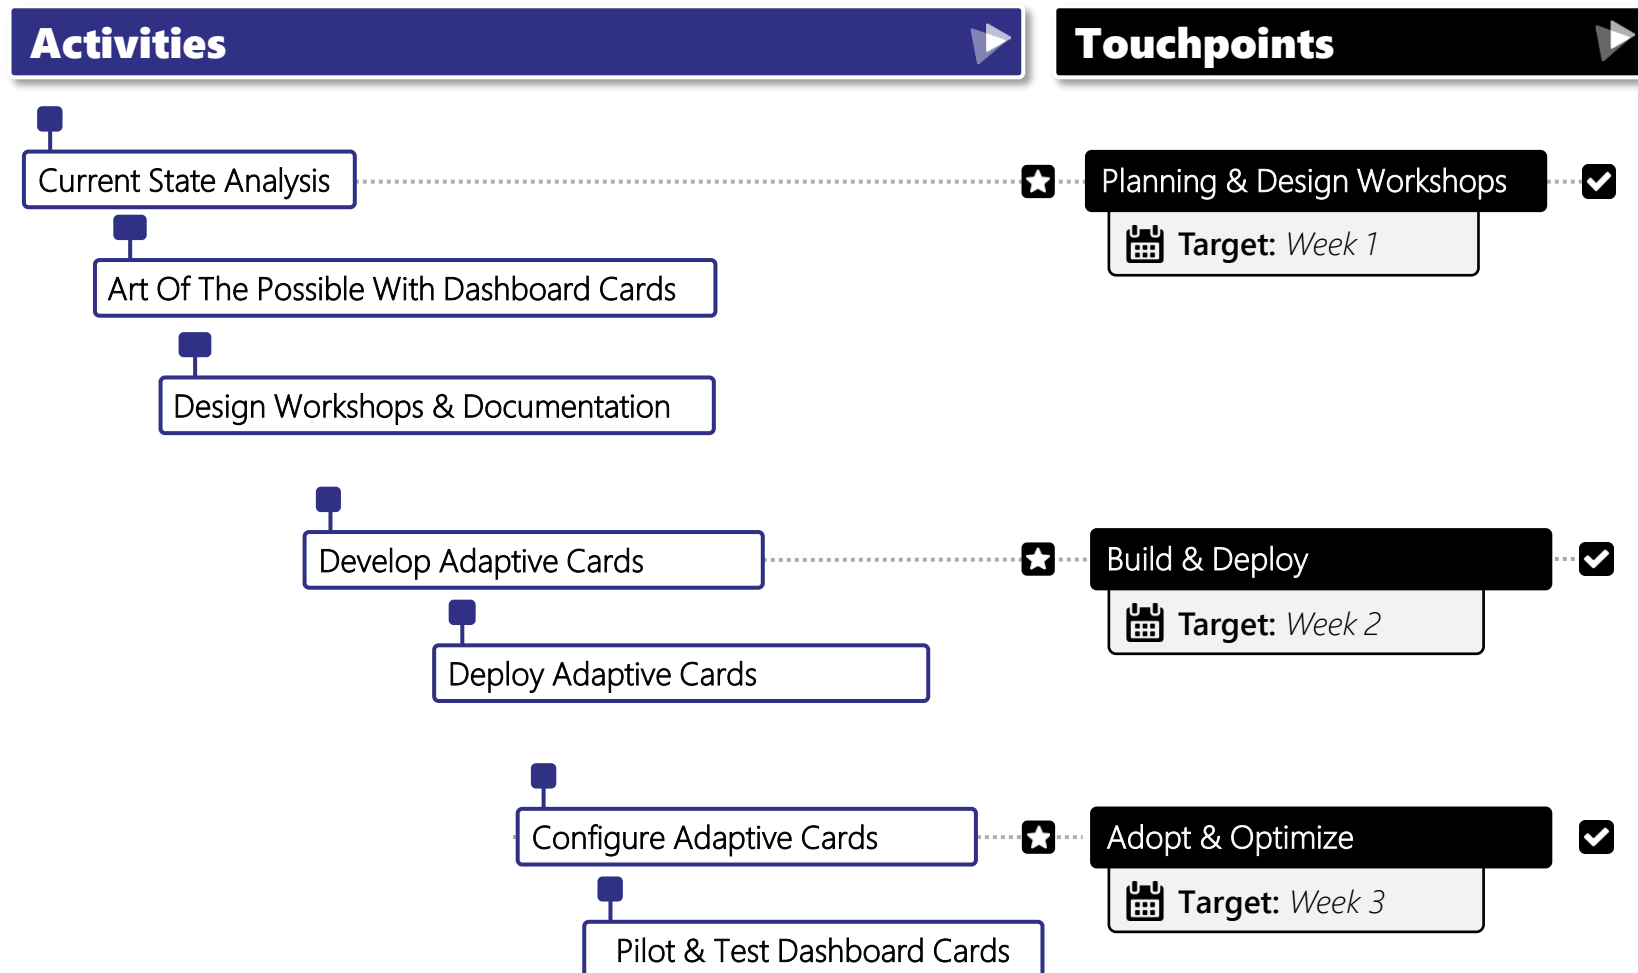 Activities
Touchpoints
Current State Analysis
Planning & Design Workshops
Target: Week 1
Art Of The Possible With Dashboard Cards
Design Workshops & Documentation
Develop Adaptive Cards
Build & Deploy
Target: Week 2
Deploy Adaptive Cards
Configure Adaptive Cards
Adopt & Optimize
Target: Week 3
Pilot & Test Dashboard Cards